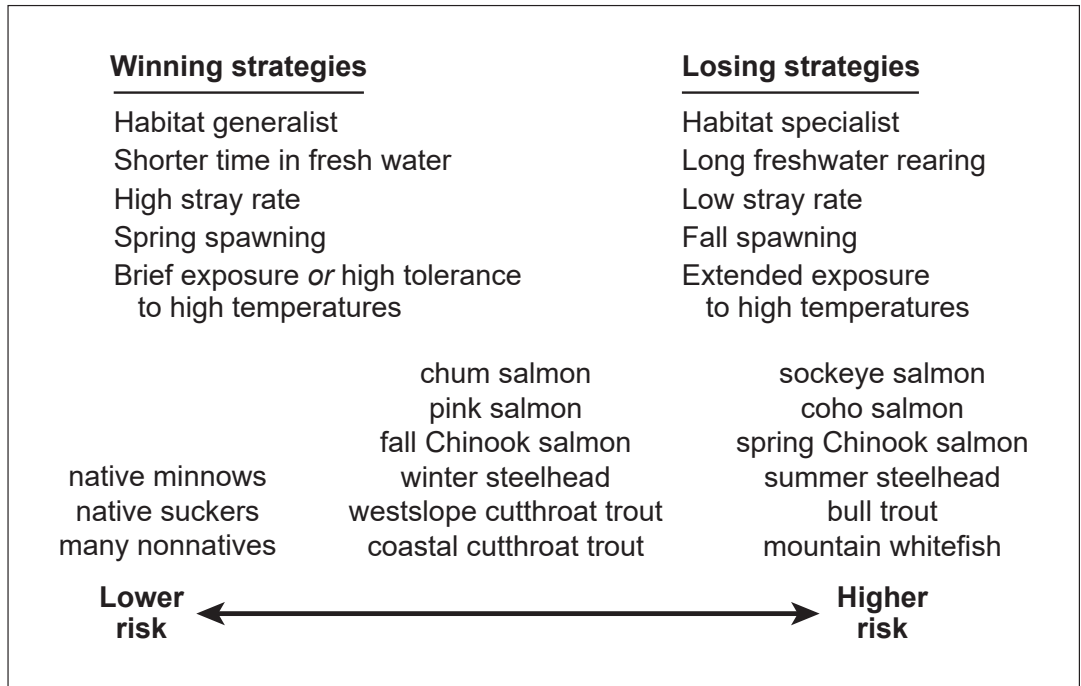 Winning strategies
Habitat generalist
Shorter time in fresh water
High stray rate
Spring spawning
Brief exposure or high tolerance
to high temperatures
Losing strategies
Habitat specialist
Long freshwater rearing
Low stray rate
Fall spawning
Extended exposure
to high temperatures
native minnows
native suckers
many nonnatives
chum salmon
pink salmon
fall Chinook salmon
winter steelhead
westslope cutthroat trout
coastal cutthroat trout
sockeye salmon
coho salmon
spring Chinook salmon
summer steelhead
bull trout
mountain whitefish
Lower
risk
Higher
risk